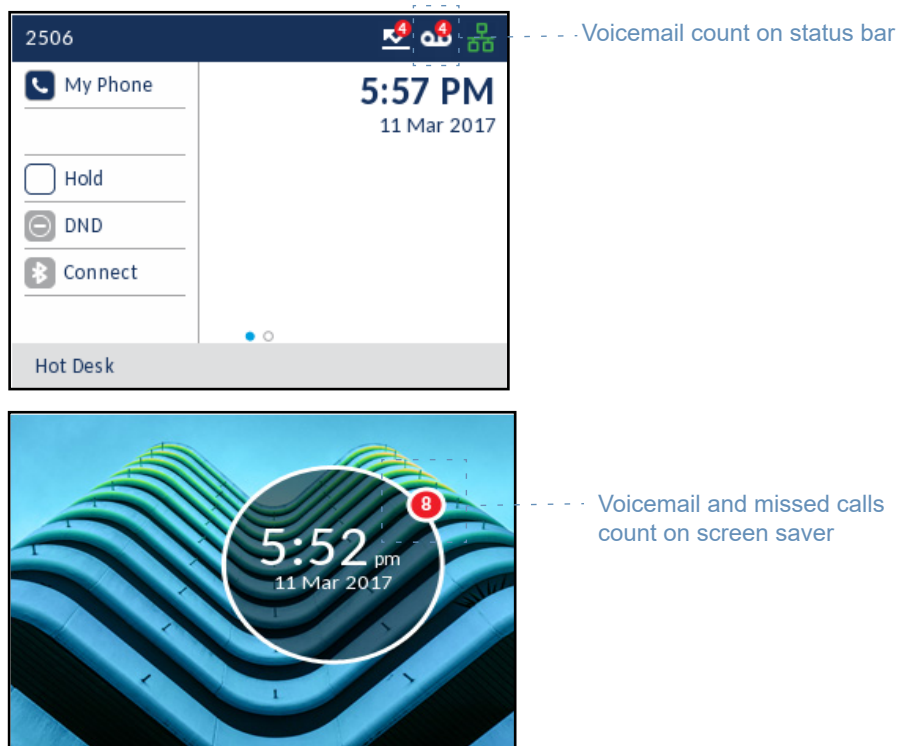 2506
4
4
Voicemail count on status bar
My Phone
5:57 PM
11 Mar 2017
Hold
DND
Connect
Hot Desk
8
Voicemail and missed calls
count on screen saver
5:52 pm
11 Mar 2017